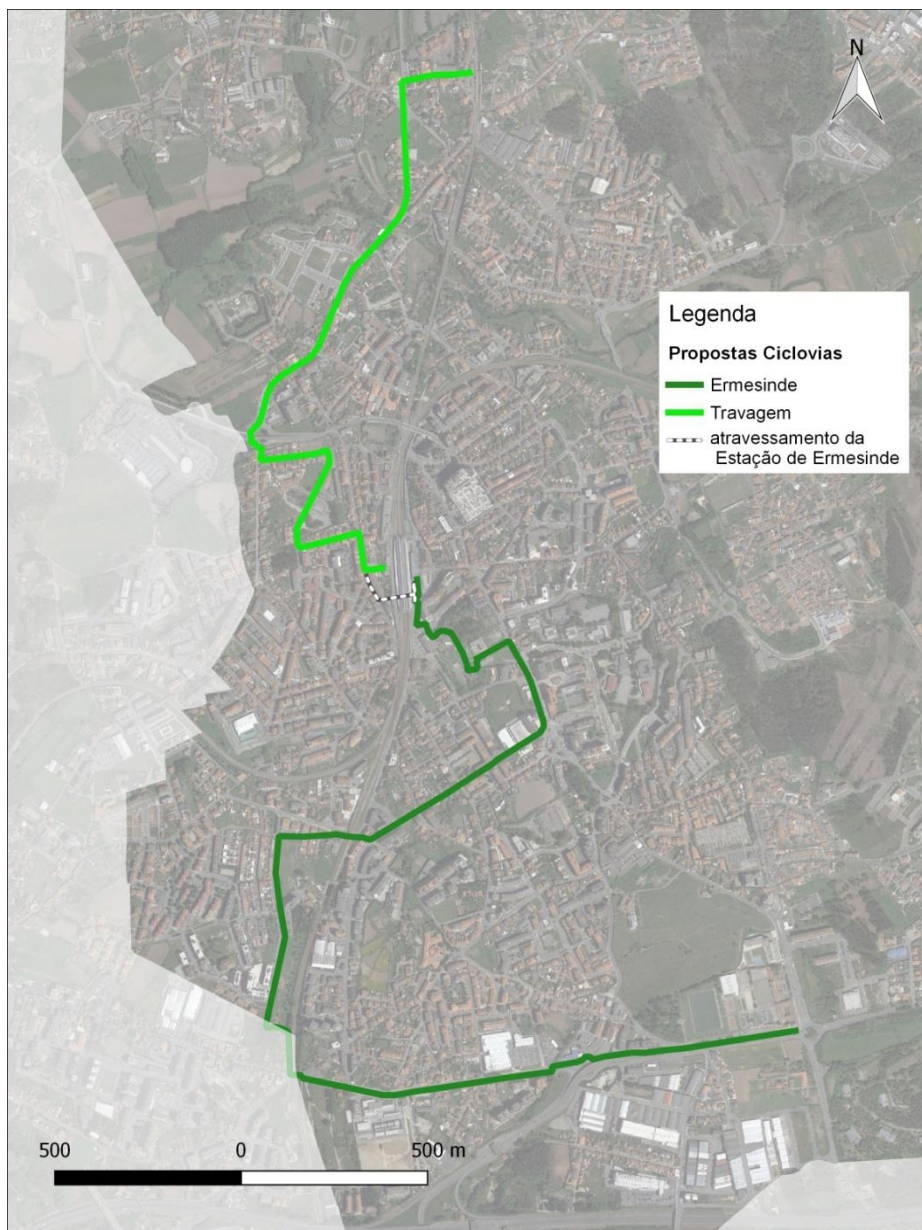 N
Legenda
Propostas Ciclovias
Ermesinde
Travagem
atravessamento da
Estação de Ermesinde
500 0 500 m